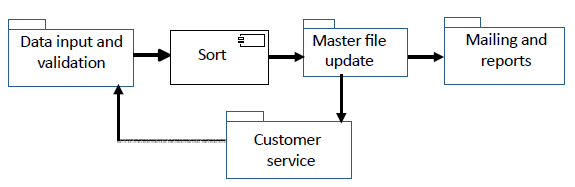 Data input and
validation
Sort
Master file
update
Mailing and
reports
Customer
service